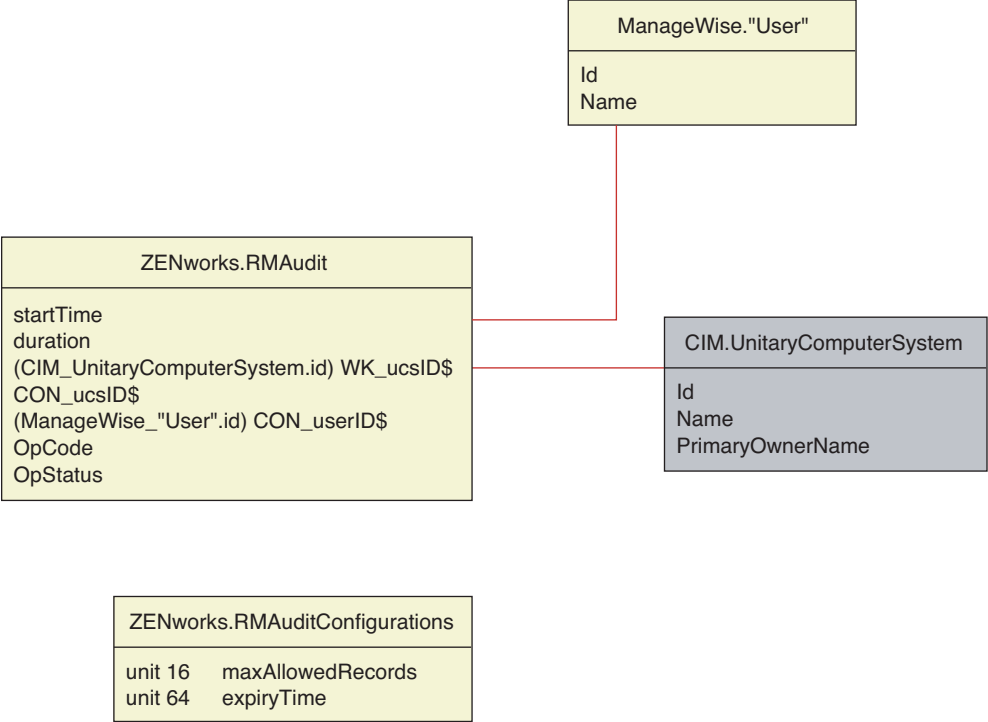 ManageWise."User"
Id
Name
ZENworks.RMAudit
startTime
duration
(CIM_UnitaryComputerSystem.id) WK_ucsID$
CON_ucsID$
(ManageWise_"User".id) CON_userID$
OpCode
OpStatus
CIM.UnitaryComputerSystem
Id
Name
PrimaryOwnerName
ZENworks.RMAuditConfigurations
unit 16 maxAllowedRecords
unit 64 expiryTime